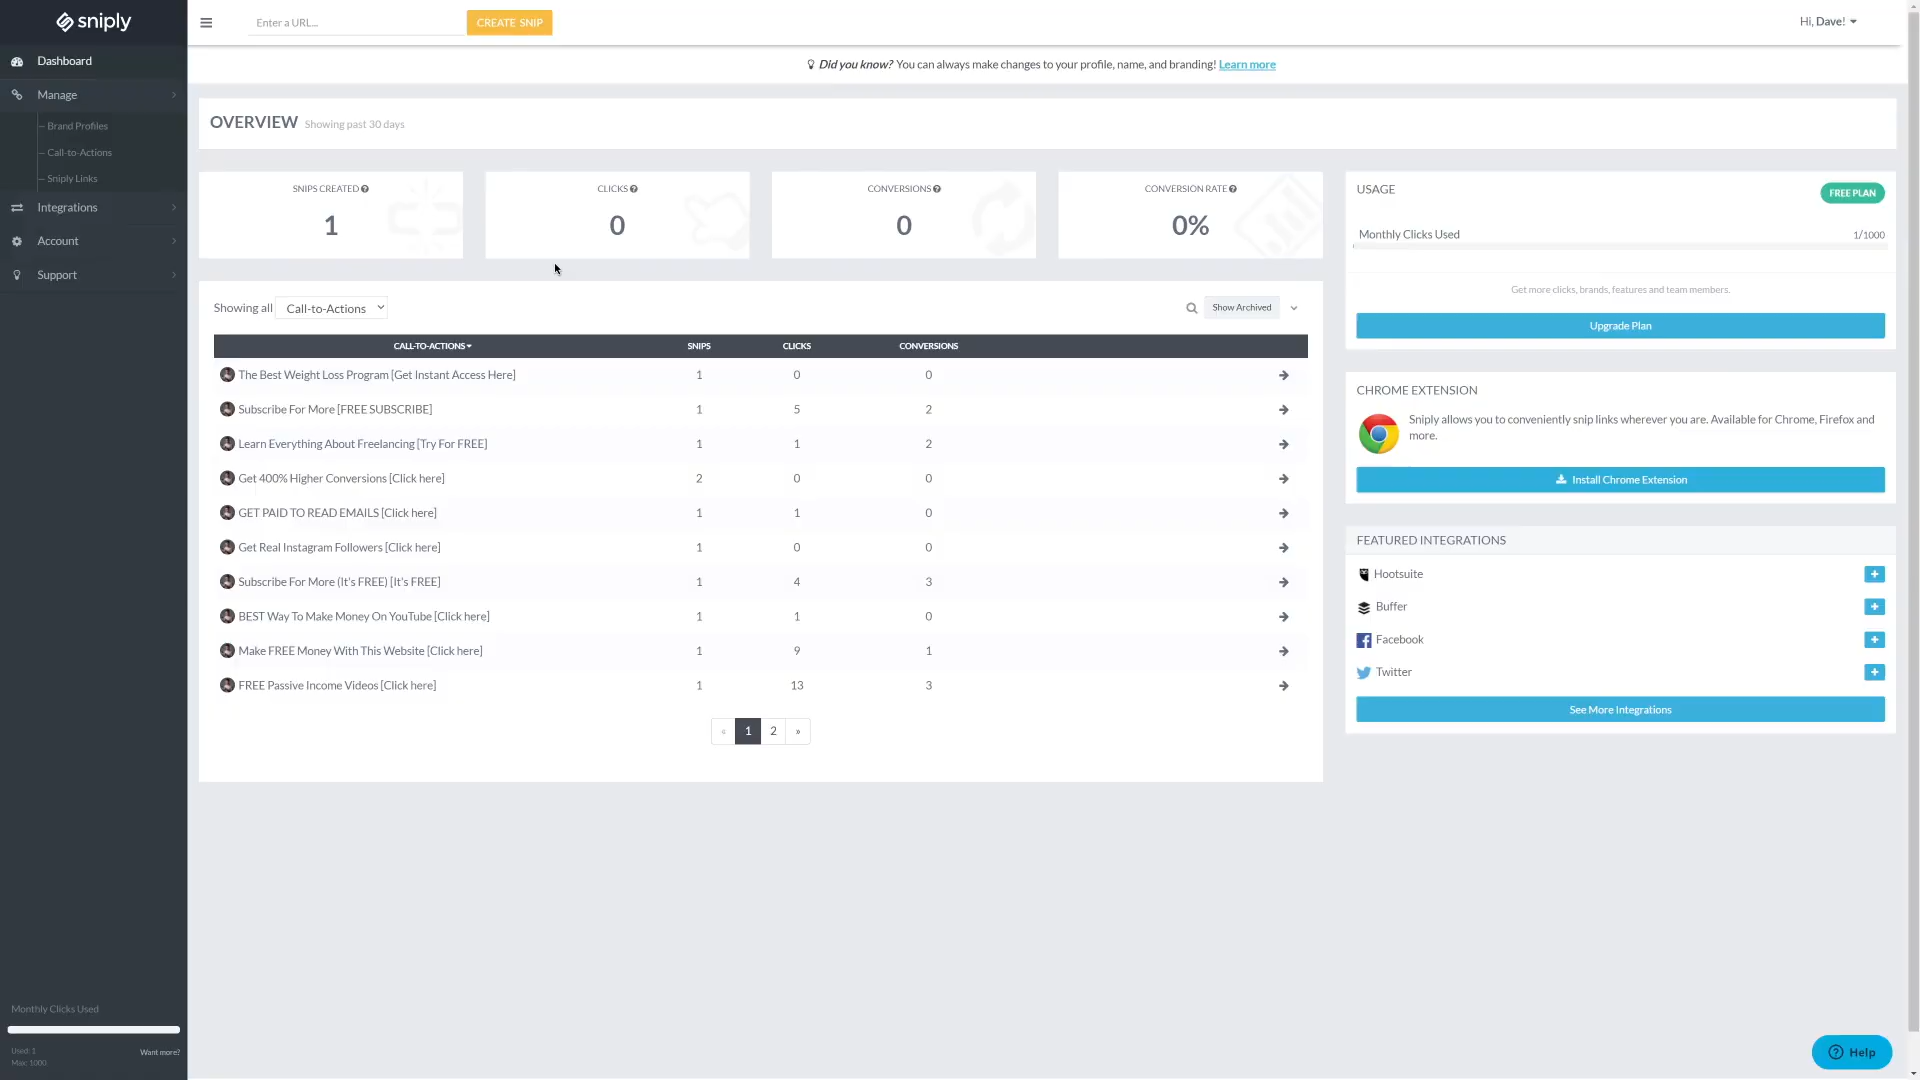 sniply
Enter a URL...
CREATE SNIP
Hi, Dave!
Dashboard
Manage
Brand Profiles
Call-to-Actions
Sniply Links
Integrations
Account
Support
Did you know? You can always make changes to your profile, name, and branding! Learn more
OVERVIEW Showing past 30 days
SNIPS CREATED
1
CLICKS
0
CONVERSIONS
0
CONVERSION RATE
0%
Showing all Call-to-Actions
Show Archived
CALL-TO-ACTIONS SNIPS CLICKS CONVERSIONS
The Best Weight Loss Program [Get Instant Access Here] 1 0 0
Subscribe For More [FREE SUBSCRIBE] 1 5 2
Learn Everything About Freelancing [Try For FREE] 1 1 2
Get 400% Higher Conversions [Click here] 2 0 0
GET PAID TO READ EMAILS [Click here] 1 1 0
Get Real Instagram Followers [Click here] 1 0 0
Subscribe For More (It's FREE) [It's FREE] 1 4 3
BEST Way To Make Money On YouTube [Click here] 1 1 0
Make FREE Money With This Website [Click here] 1 9 1
FREE Passive Income Videos [Click here] 1 13 3
« 1 2 »
USAGE
FREE PLAN
Monthly Clicks Used 1/1000
Get more clicks, brands, features and team members.
Upgrade Plan
CHROME EXTENSION
Sniply allows you to conveniently snip links wherever you are. Available for Chrome, Firefox and
more.
Install Chrome Extension
FEATURED INTEGRATIONS
Hootsuite
Buffer
Facebook
Twitter
See More Integrations
Monthly Clicks Used
Used: 1
Max: 1000
Want more?
Help